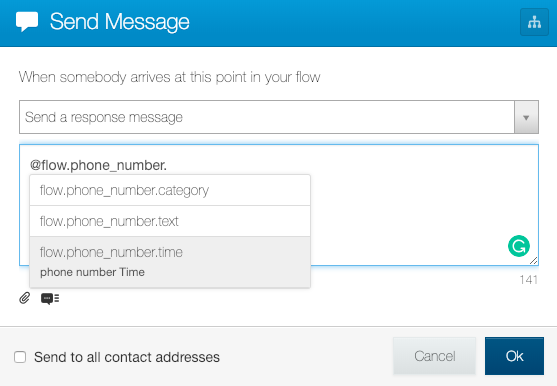 Send Message
When somebody arrives at this point in your flow
Send a response message
@flow.phone_number.
flow.phone_number.category
flow.phone_number.text
flow.phone_number.time
phone number Time
141
Send to all contact addresses
Cancel
Ok